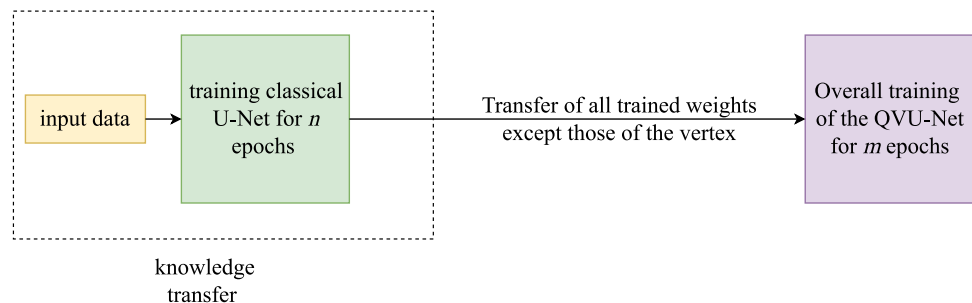 input data
training classical
U-Net for n
epochs
Transfer of all trained weights
except those of the vertex
Overall training
of the QVU-Net
for m epochs
knowledge
transfer